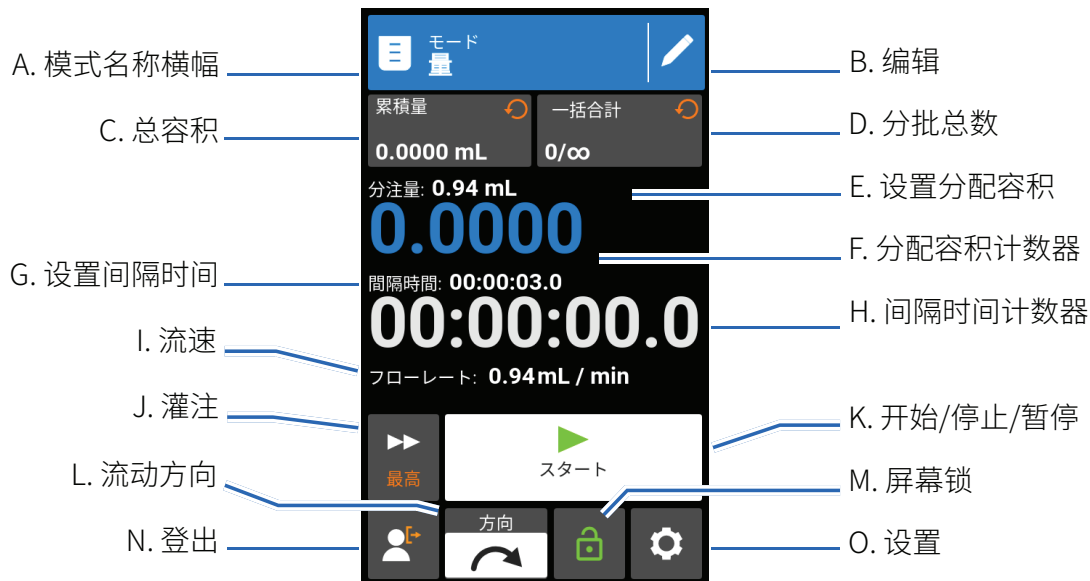 A. 模式名称横幅
モード
量
B. 编辑
C. 总容积
累積量
0.0000 mL
一括合計
0/∞
D. 分批总数
分注量: 0.94 mL
E. 设置分配容积
0.0000
F. 分配容积计数器
G. 设置间隔时间
間隔時間: 00:00:03.0
00:00:00.0
H. 间隔时间计数器
I. 流速
フローレート: 0.94 mL / min
J. 灌注
最高
スタート
K. 开始/停止/暂停
L. 流动方向
方向
M. 屏幕锁
N. 登出
O. 设置